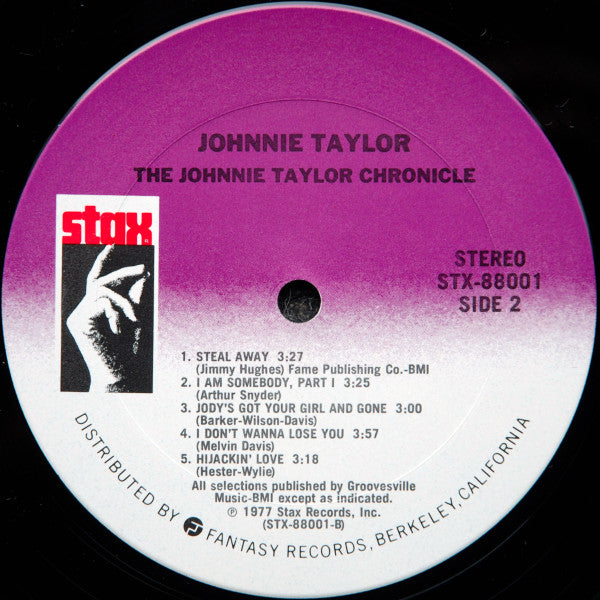 JOHNNIE TAYLOR
THE JOHNNIE TAYLOR CHRONICLE
stax
STEREO
STX-88001
SIDE 2
1. STEAL AWAY 3:27
(Jimmy Hughes) Fame Publishing Co.-BMI
2. I AM SOMEBODY, PART I 3:25
(Arthur Snyder)
3. JODY'S GOT YOUR GIRL AND GONE 3:00
(Barker-Wilson-Davis)
4. I DON'T WANNA LOSE YOU 3:57
(Melvin Davis)
5. HIJACKIN' LOVE 3:18
(Hester-Wylie)
All selections published by Groovesville
Music-BMI except as indicated.
℗ 1977 Stax Records, Inc.
(STX-88001-B)
DISTRIBUTED BY FANTASY RECORDS, BERKELEY, CALIFORNIA